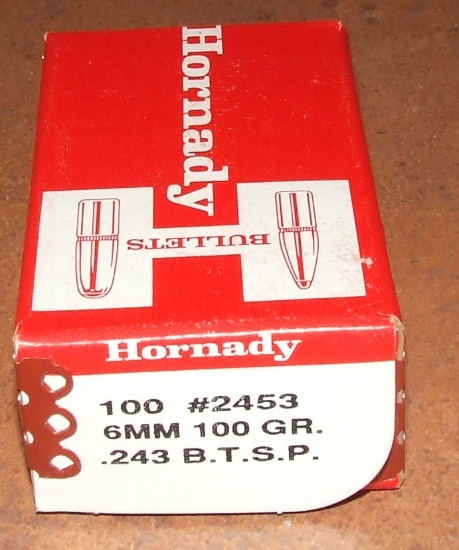 Hornady
BULLETS
Hornady
100 #2453
6MM 100 GR.
.243 B.T.S.P.